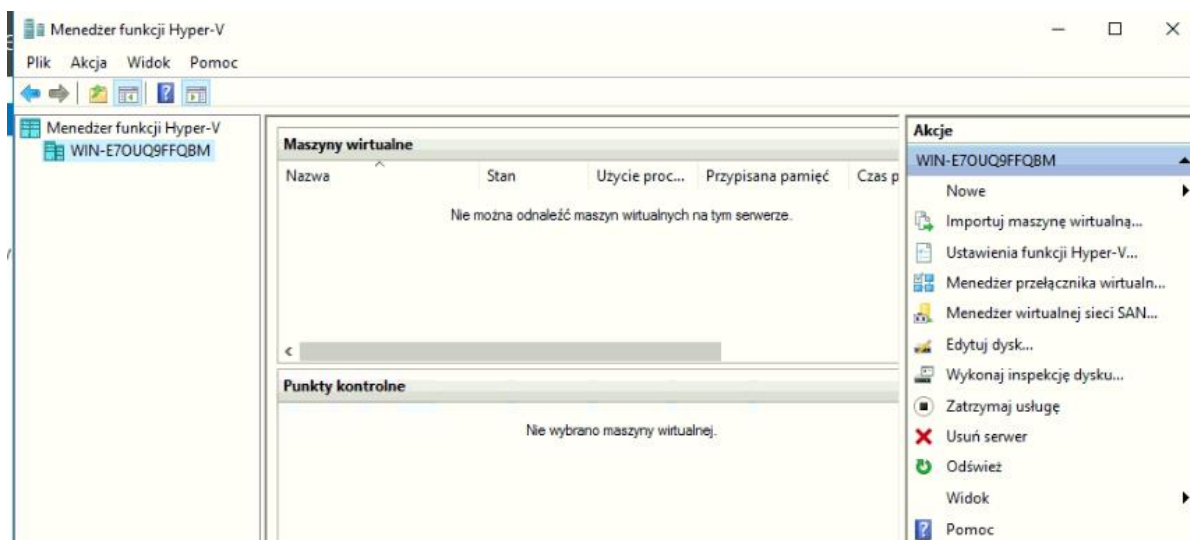 Menedżer funkcji Hyper-V
Plik Akcja Widok Pomoc
Menedżer funkcji Hyper-V
WIN-E7OUQ9FFQBM
Maszyny wirtualne
Nazwa Stan Użycie proc... Przypisana pamięć Czas p
Nie można odnaleźć maszyn wirtualnych na tym serwerze.
Punkty kontrolne
Nie wybrano maszyny wirtualnej.
Akcje
WIN-E7OUQ9FFQBM
Nowe
Importuj maszynę wirtualną...
Ustawienia funkcji Hyper-V...
Menedżer przełącznika wirtualn...
Menedżer wirtualnej sieci SAN...
Edytuj dysk...
Wykonaj inspekcję dysku...
Zatrzymaj usługę
Usuń serwer
Odśwież
Widok
Pomoc